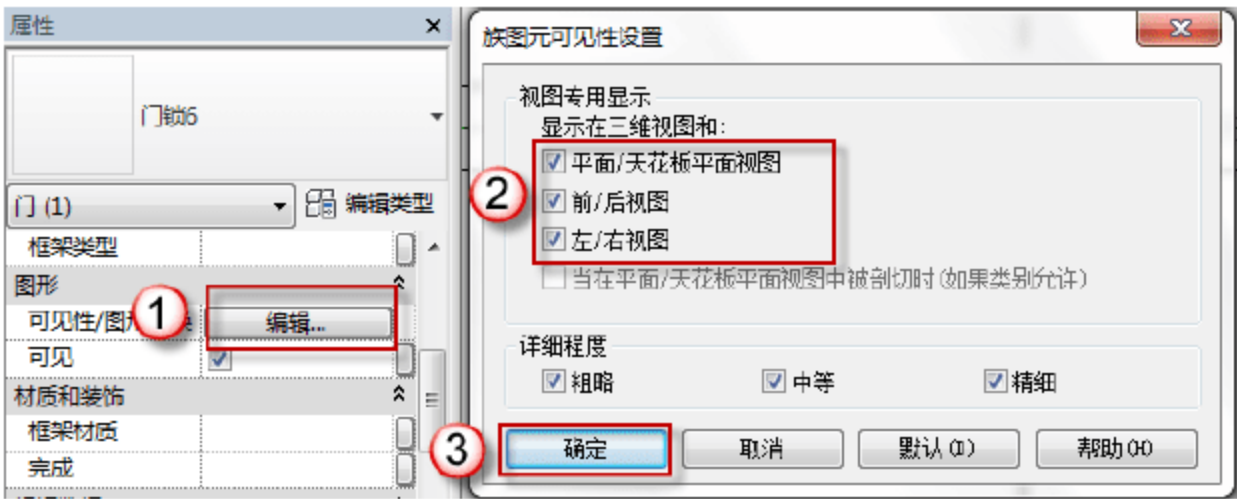 属性
门锁6
门 (1)
编辑类型
框架类型
图形
可见性/图形
编辑...
可见
材质和装饰
框架材质
完成
1
族图元可见性设置
视图专用显示
显示在三维视图和:
平面/天花板平面视图
前/后视图
左/右视图
当在平面/天花板平面视图中被剖切时(如果类别允许)
2
详细程度
粗略
中等
精细
3
确定
取消
默认(I)
帮助(H)